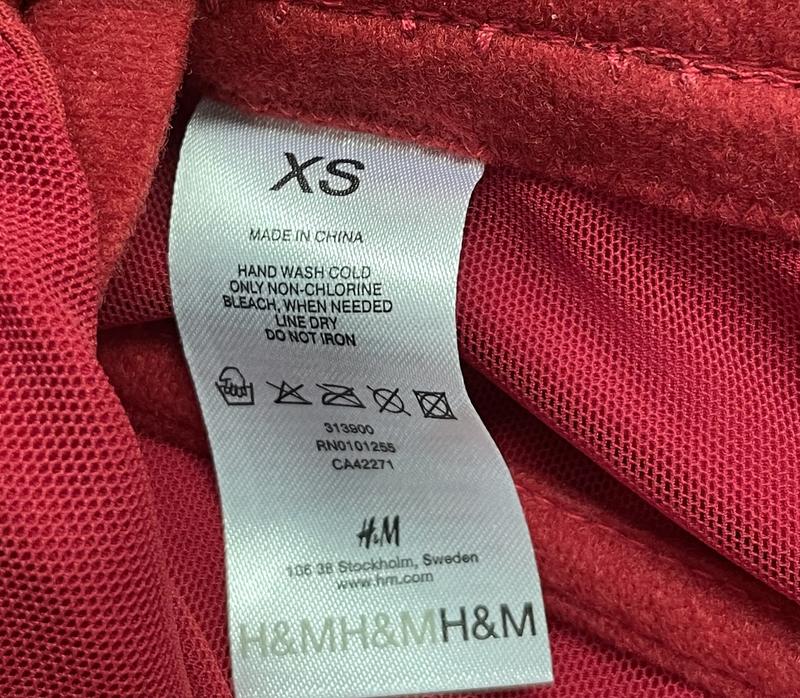 XS
MADE IN CHINA
HAND WASH COLD
ONLY NON-CHLORINE
BLEACH, WHEN NEEDED
LINE DRY
DO NOT IRON
313900
RN0101255
CA42271
H&M
106 38 Stockholm, Sweden
www.hm.com
H&MH&MH&M